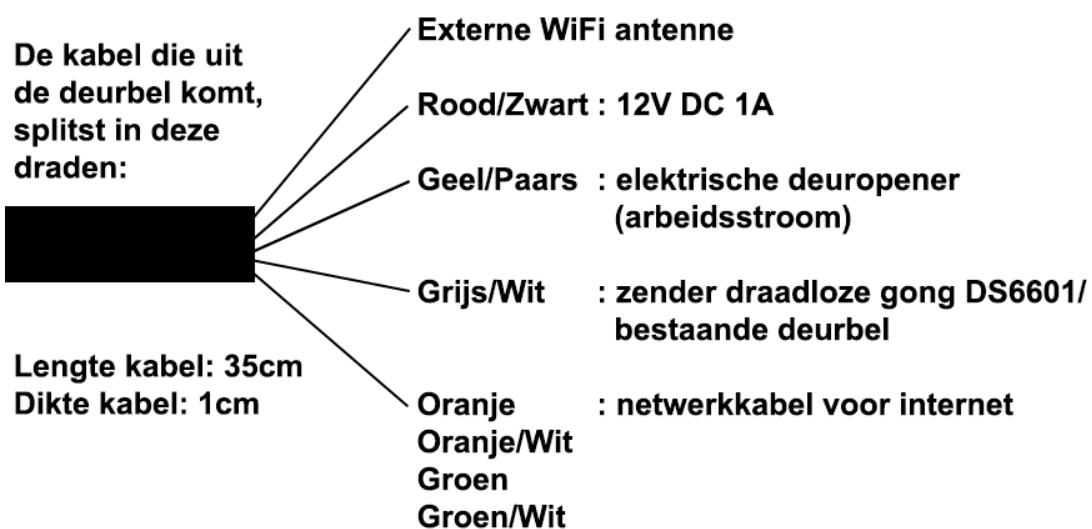 De kabel die uit
de deurbel komt,
splitst in deze
draden:
Externe WiFi antenne
Rood/Zwart : 12V DC 1A
Geel/Paars : elektrische deuropener
(arbeidsstroom)
Grijs/Wit : zender draadloze gong DS6601/
bestaande deurbel
Lengte kabel: 35cm
Dikte kabel: 1cm
Oranje : netwerkkabel voor internet
Oranje/Wit
Groen
Groen/Wit